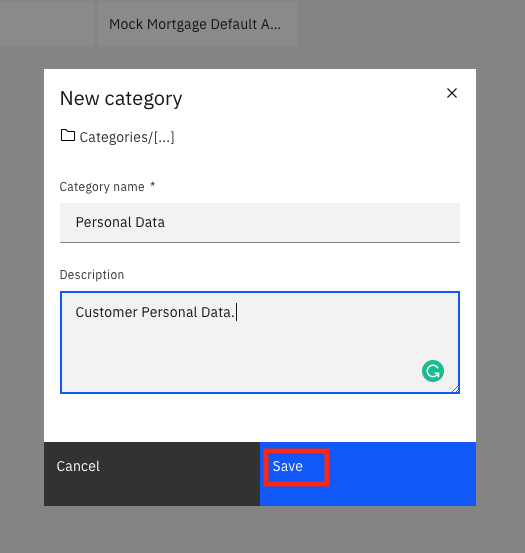 Mock Mortgage Default A...
New category
Categories/[...]
Category name *
Personal Data
Description
Customer Personal Data.
Cancel
Save